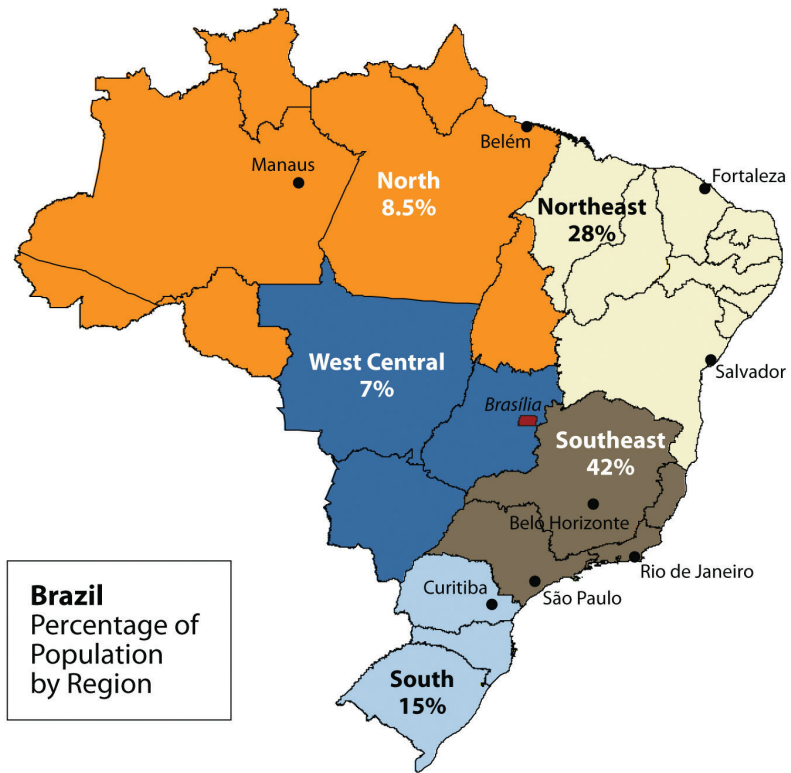 Belém
Manaus
North
8.5%
Fortaleza
Northeast
28%
West Central
7%
Salvador
Brasília
Southeast
42%
Belo Horizonte
Rio de Janeiro
São Paulo
Curitiba
South
15%
Brazil
Percentage of
Population
by Region